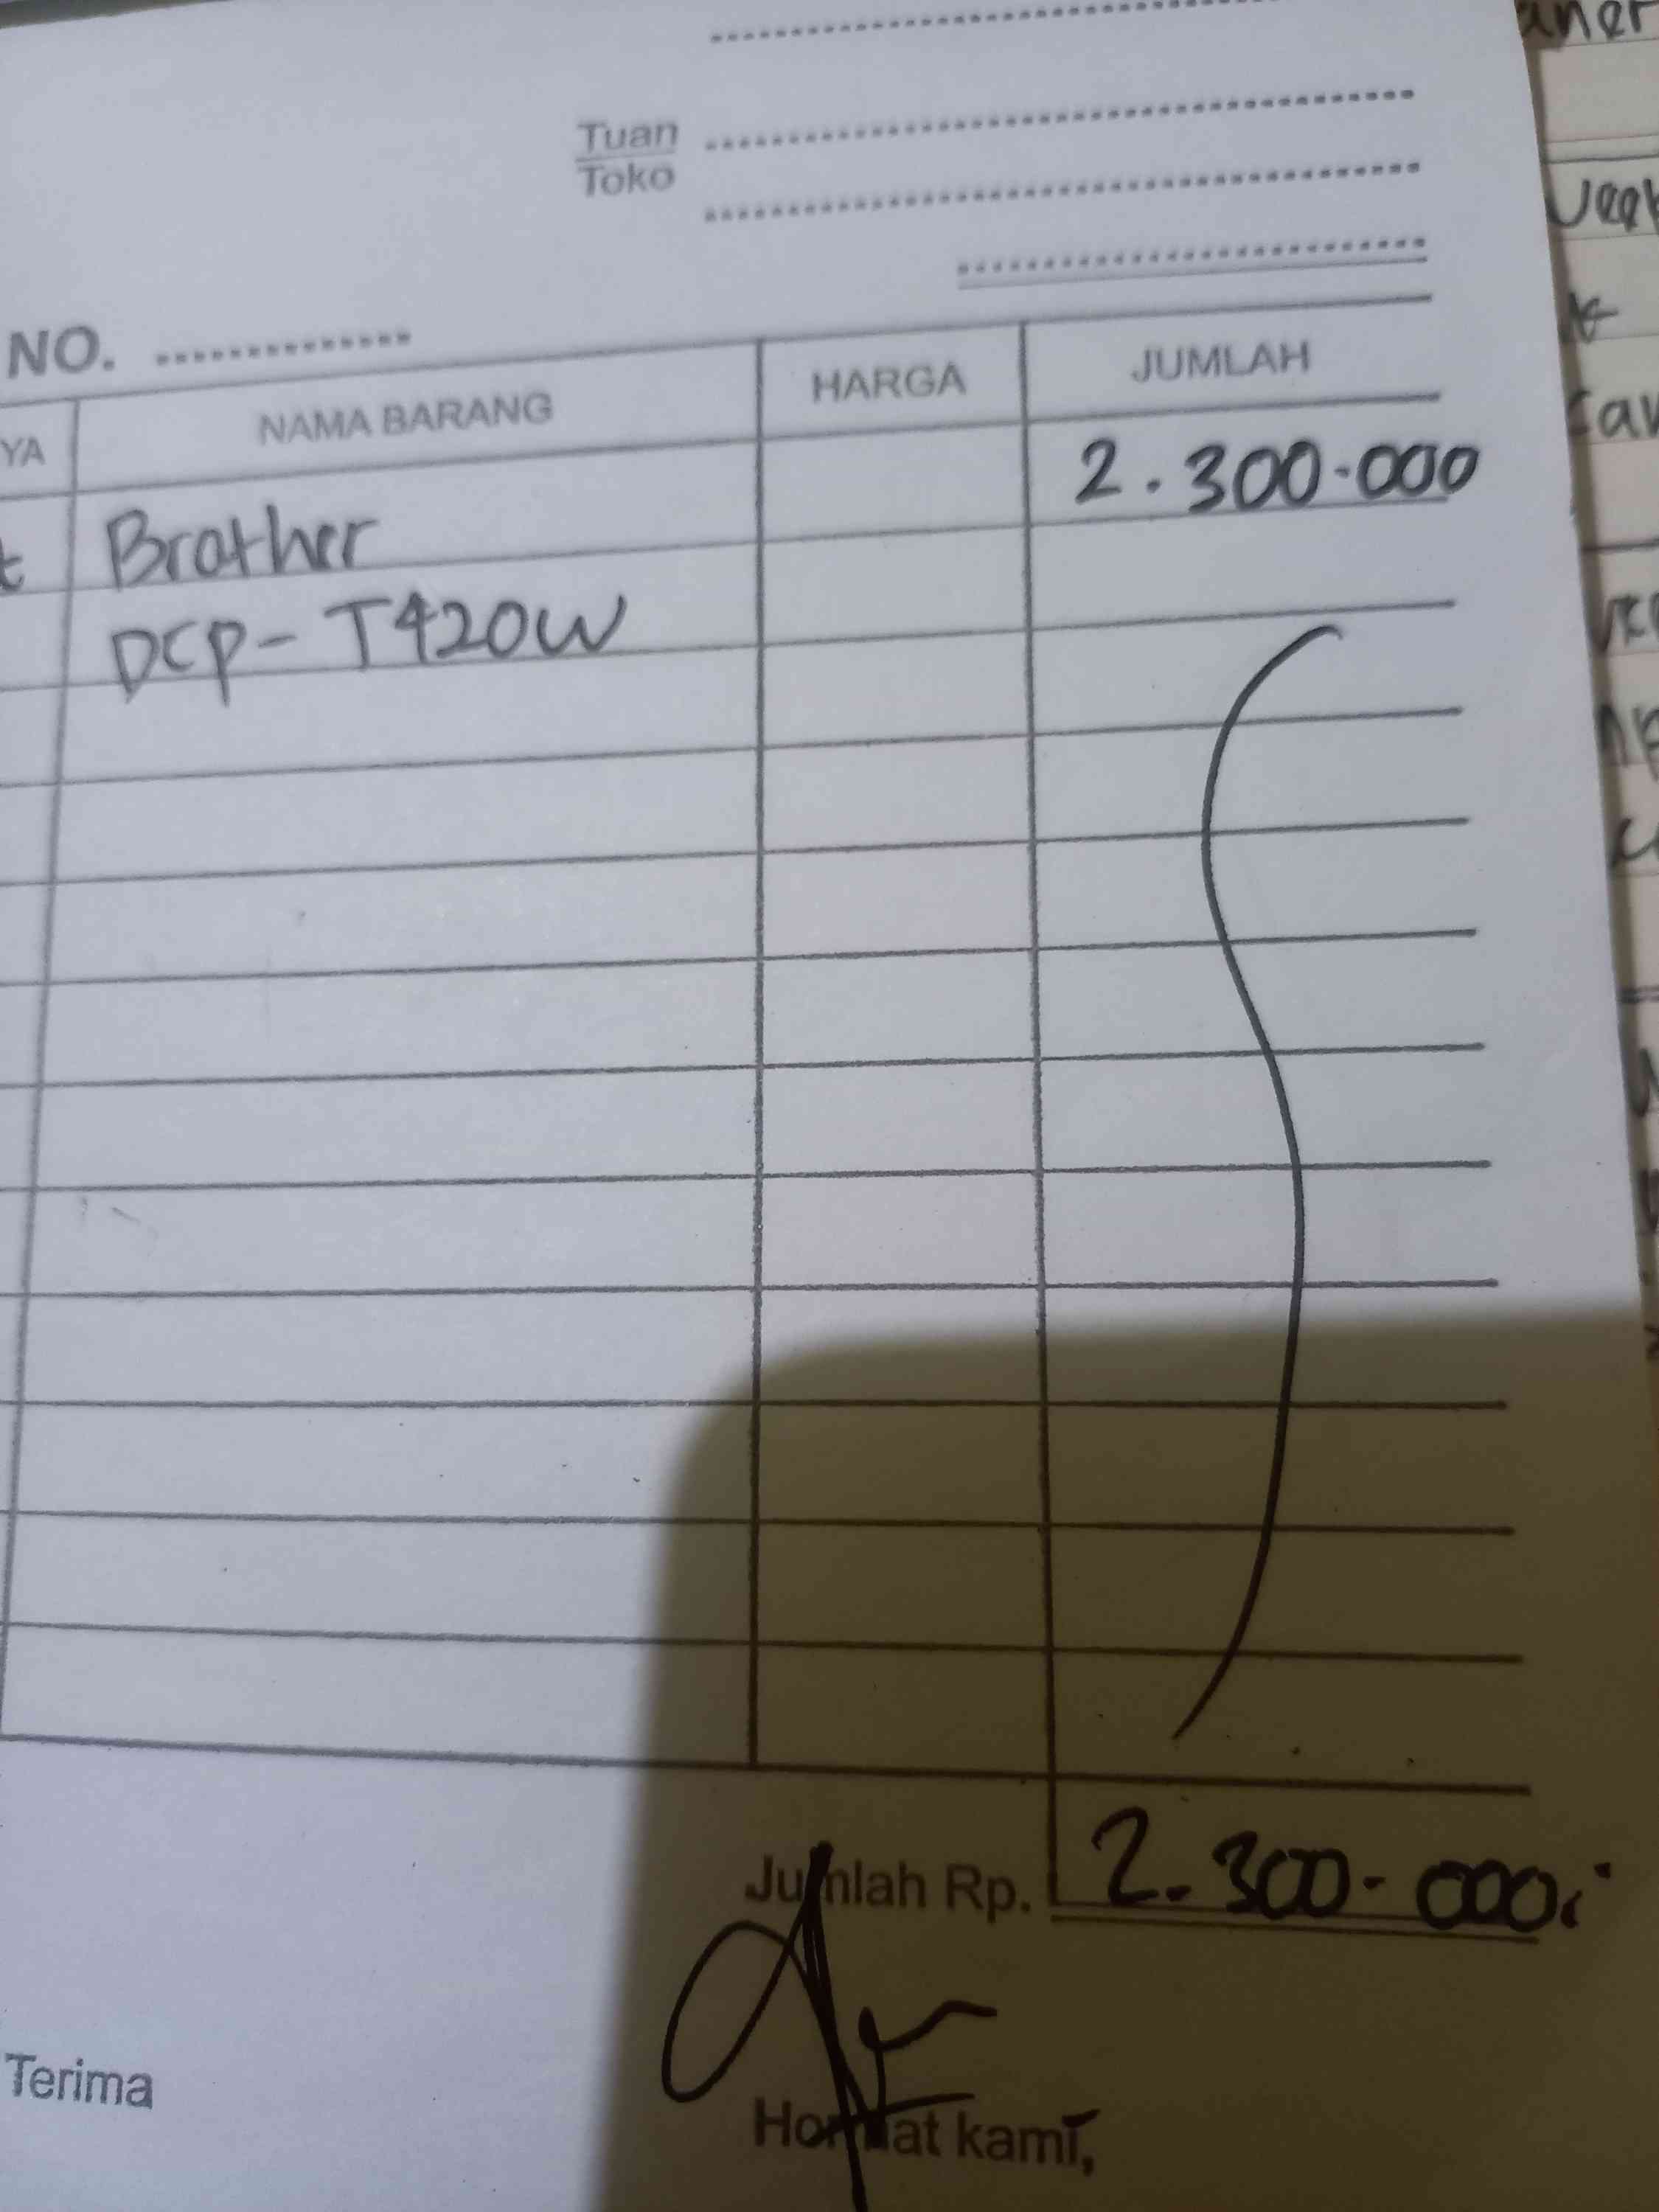 Tuan
Toko
NO.
YA NAMA BARANG HARGA JUMLAH
Brother 2.300.000
DCP-T420W
Jumlah Rp. 2.300.000
Terima
Hormat kami,